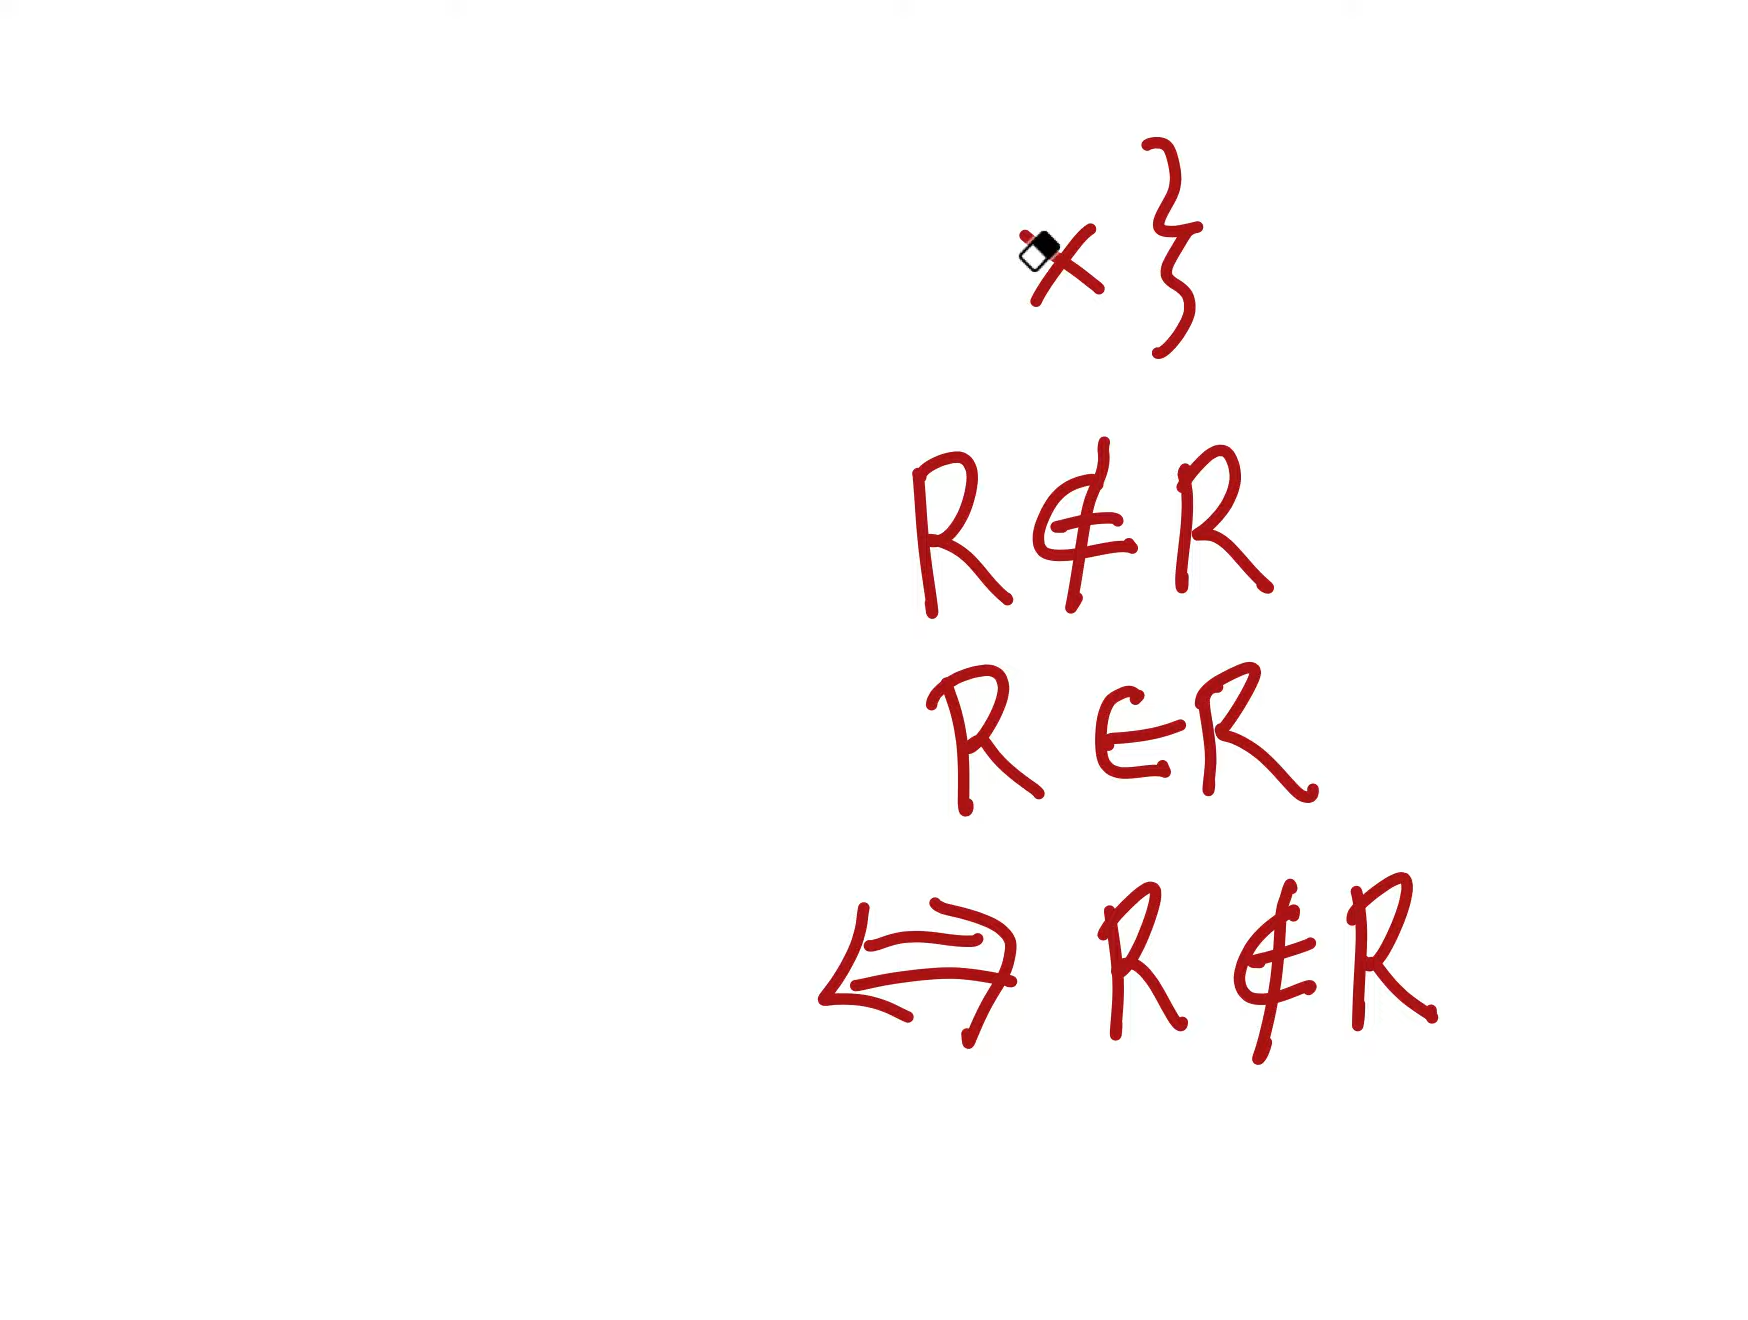 x }
R ∉ R
R ∈ R
⟺ R ∉ R